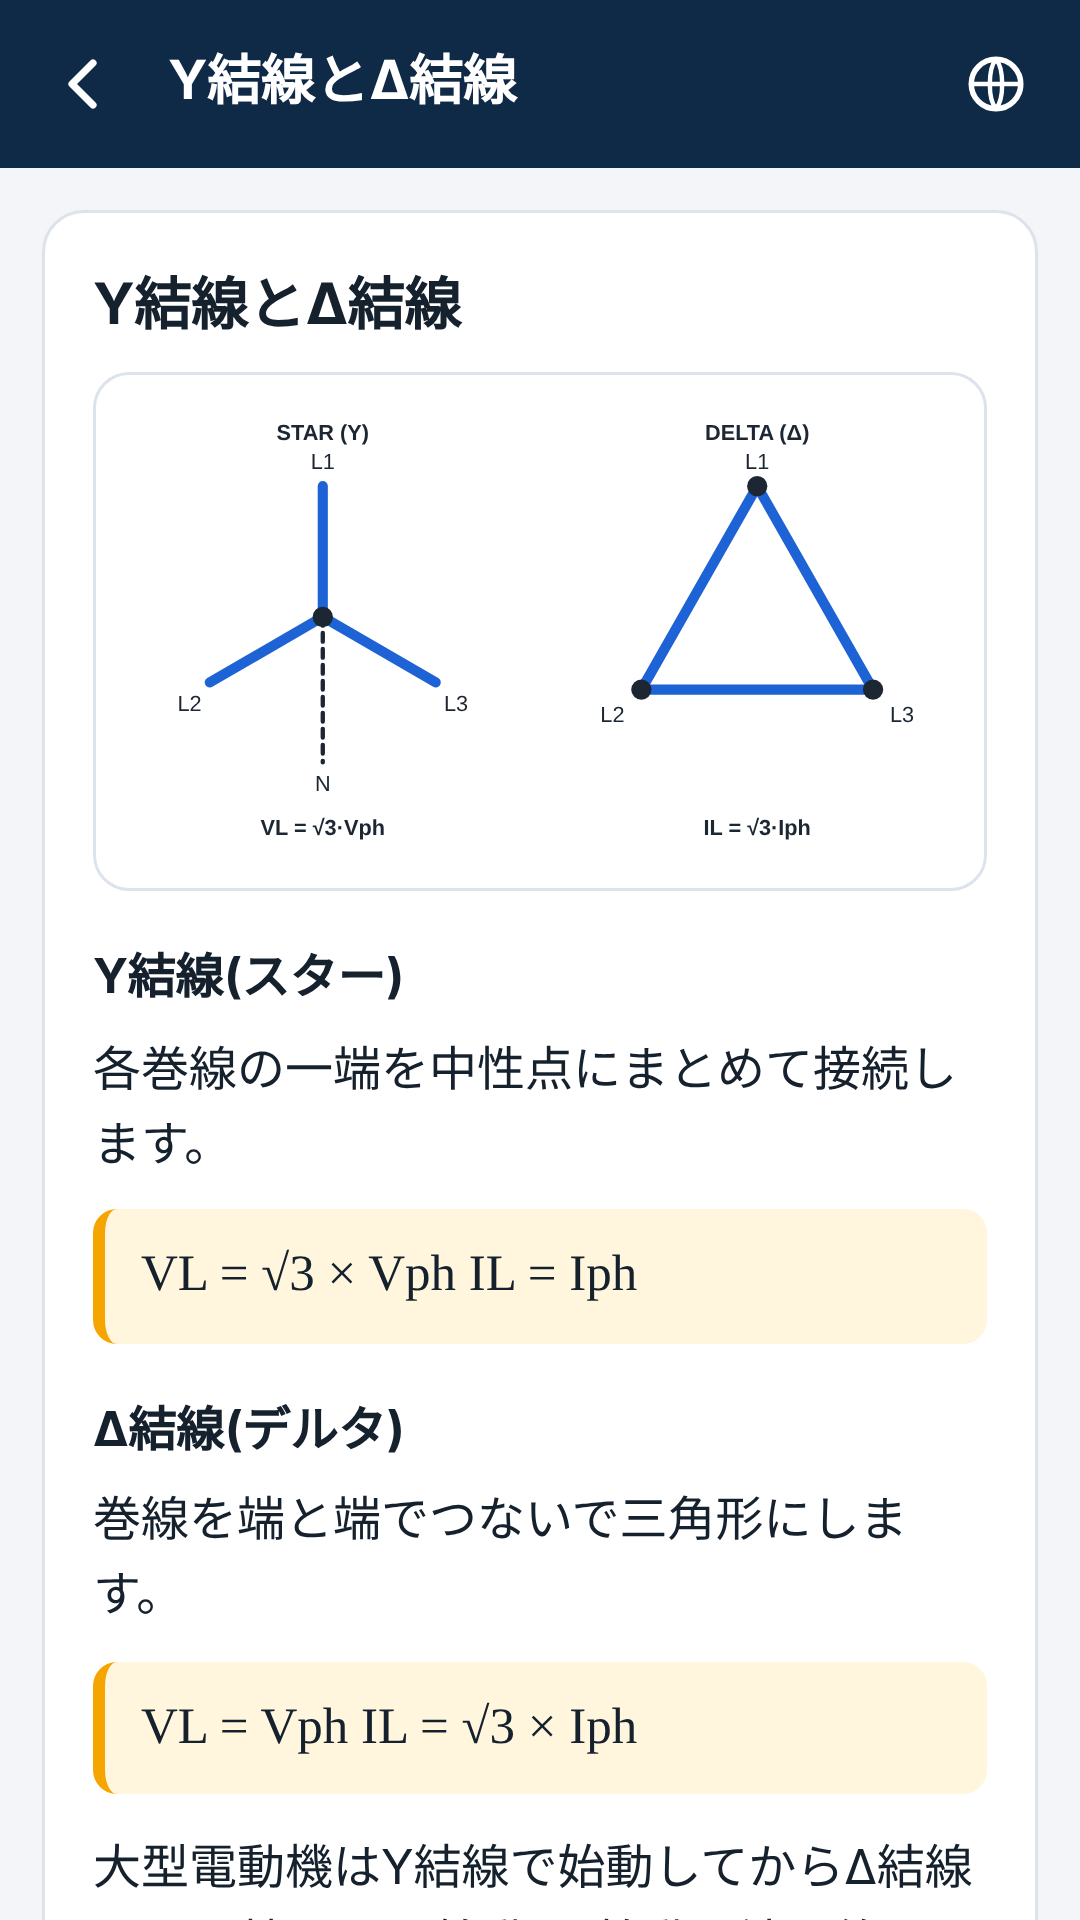 Y結線とΔ結線
Y結線とΔ結線
STAR (Y)
L1
L2
L3
N
VL = √3·Vph
DELTA (Δ)
L1
L2
L3
IL = √3·Iph
Y結線(スター)
各巻線の一端を中性点にまとめて接続し
ます。
VL = √3 × Vph IL = Iph
Δ結線(デルタ)
巻線を端と端でつないで三角形にしま
す。
VL = Vph IL = √3 × Iph
大型電動機はY結線で始動してからΔ結線